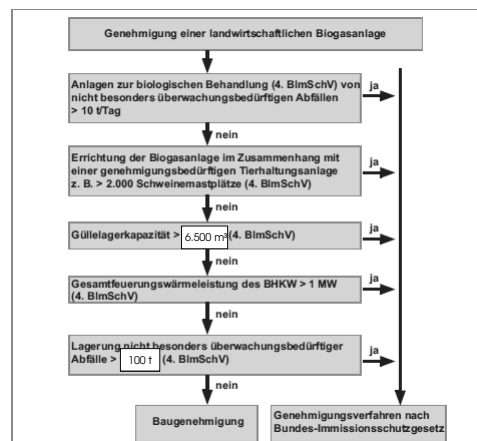 Genehmigung einer landwirtschaftlichen Biogasanlage
Anlagen zur biologischen Behandlung (4. BImSchV) von
nicht besonders überwachungsbedürftigen Abfällen
> 10 t/Tag
ja
nein
Errichtung der Biogasanlage im Zusammenhang mit
einer genehmigungsbedürftigen Tierhaltungsanlage
z. B. > 2.000 Schweinemastplätze (4. BImSchV)
ja
nein
Güllelagerkapazität > 6.500 m³ (4. BImSchV)
ja
nein
Gesamtfeuerungswärmeleistung des BHKW > 1 MW
(4. BImSchV)
ja
nein
Lagerung nicht besonders überwachungsbedürftiger
Abfälle > 100 t (4. BImSchV)
ja
nein
Baugenehmigung
Genehmigungsverfahren nach
Bundes-Immissionsschutzgesetz